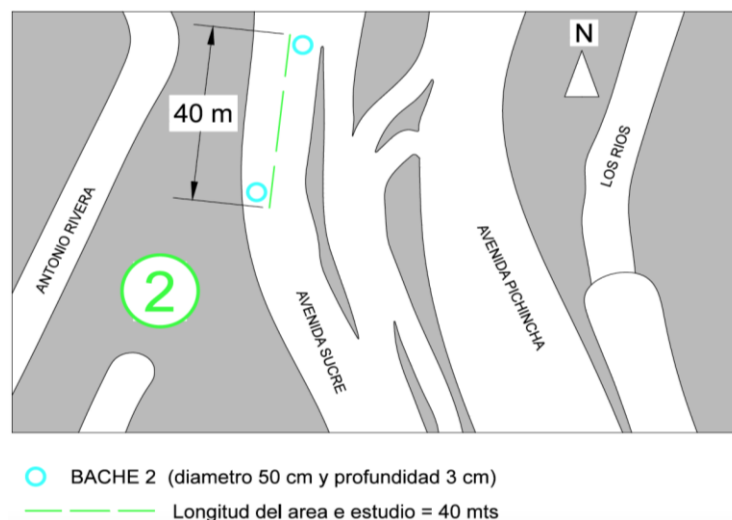 N
40 m
ANTONIO RIVERA
LOS RIOS
2
AVENIDA SUCRE
AVENIDA PICHINCHA
BACHE 2 (diametro 50 cm y profundidad 3 cm)
Longitud del area e estudio = 40 mts